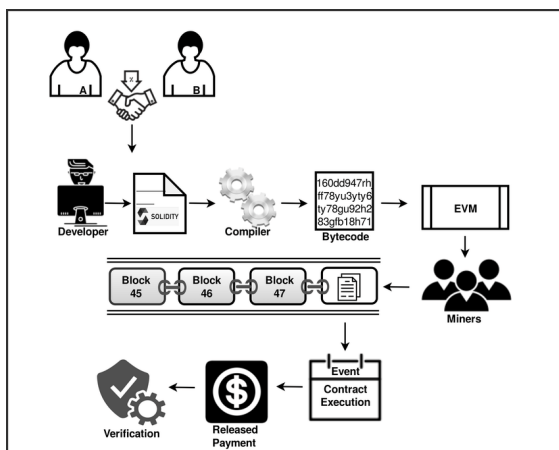 A
B
Developer
SOLIDITY
Compiler
160dd947rh
ff78yu3yty6
ty78gu92h2
83gfb18h71
Bytecode
EVM
Block
45
Block
46
Block
47
Miners
Event
Contract
Execution
Verification
Released
Payment